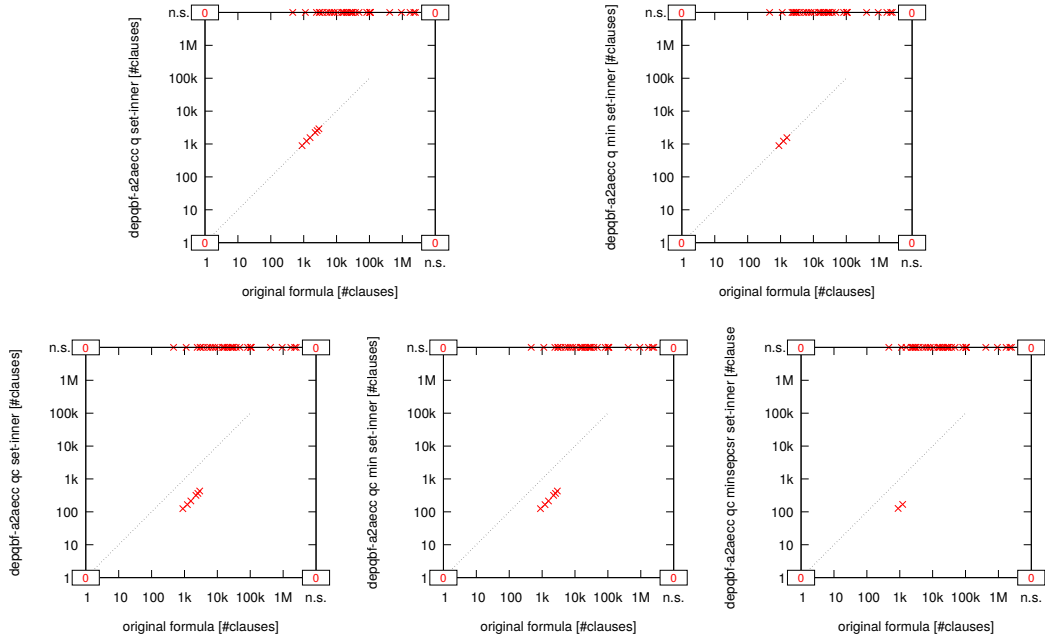 depqbf-a2aecc q set-inner [#clauses]
n.s. 0 0
1M
100k
10k
1k
100
10
1 0 0
1 10 100 1k 10k 100k 1M n.s.
original formula [#clauses]
depqbf-a2aecc q min set-inner [#clauses]
n.s. 0 0
1M
100k
10k
1k
100
10
1 0 0
1 10 100 1k 10k 100k 1M n.s.
original formula [#clauses]
depqbf-a2aecc qc set-inner [#clauses]
n.s. 0 0
1M
100k
10k
1k
100
10
1 0 0
1 10 100 1k 10k 100k 1M n.s.
original formula [#clauses]
depqbf-a2aecc qc min set-inner [#clauses]
n.s. 0 0
1M
100k
10k
1k
100
10
1 0 0
1 10 100 1k 10k 100k 1M n.s.
original formula [#clauses]
depqbf-a2aecc qc minsepcsr set-inner [#clause
n.s. 0 0
1M
100k
10k
1k
100
10
1 0 0
1 10 100 1k 10k 100k 1M n.s.
original formula [#clauses]